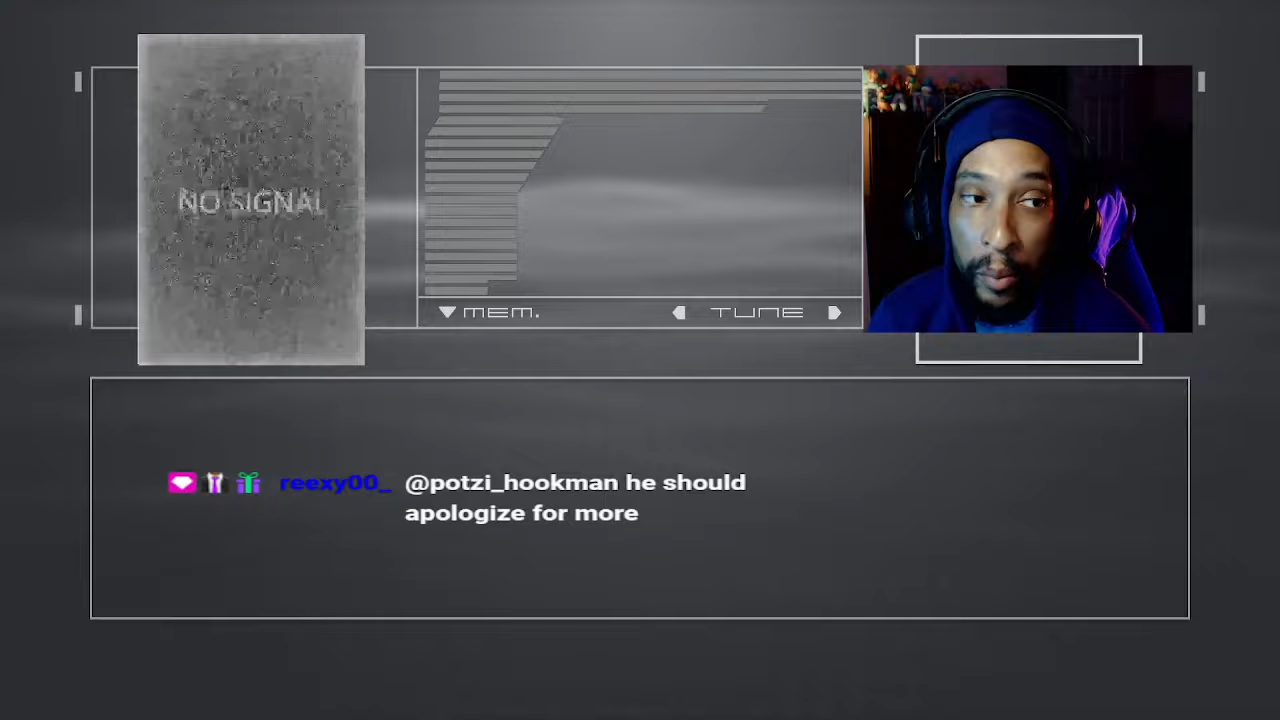 NO SIGNAL
MEM.
TUNE
reexy00_ @potzi_hookman he should
apologize for more